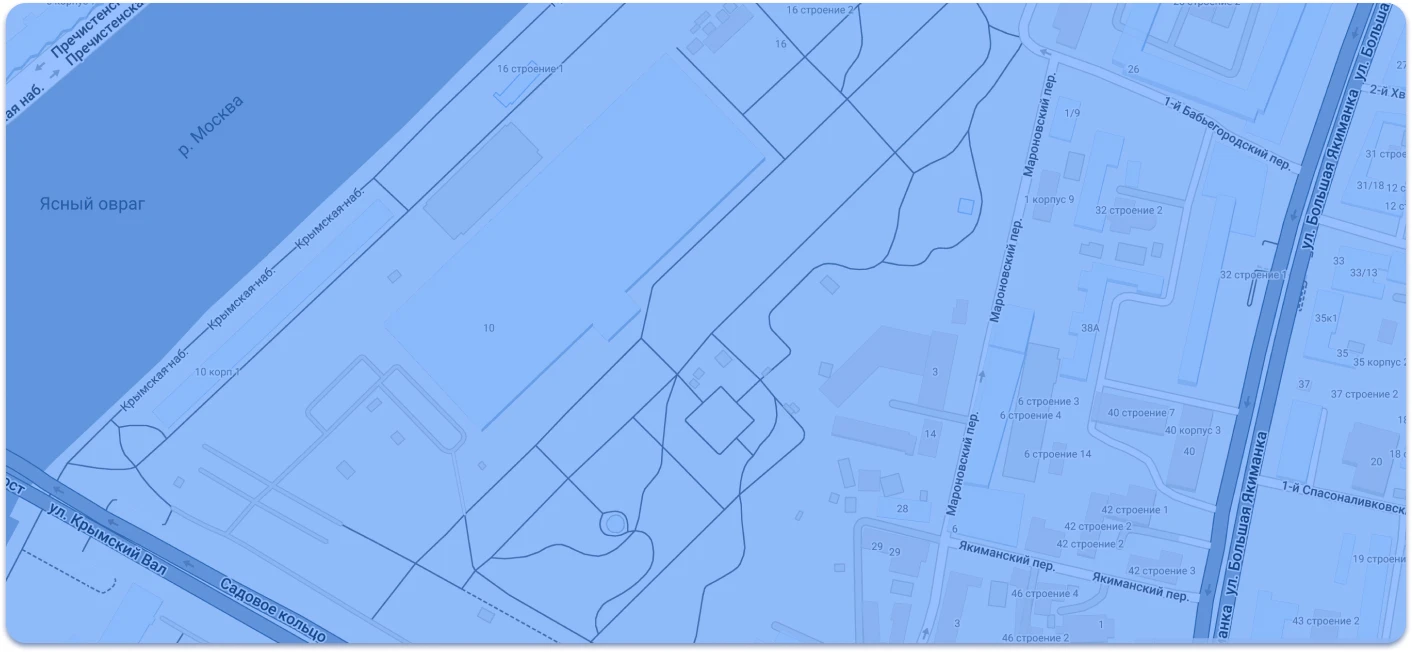 Пречистенс
Пречистенска
ая наб.
р. Москва
Ясный овраг
16 строение 2
16
16 строение 1
Крымская наб.
Крымская наб.
Крымская наб.
10
10 корп.1
ост
ул. Крымский Вал
Садовое кольцо
26
1-й Бабьегородский пер.
Мароновский пер.
1/9
1 корпус 9
32 строение 2
Мароновский пер.
32 строение 1
38А
3
6 строение 3
6 строение 4
14
40 строение 7
40 корпус 3
40
6 строение 14
Мароновский пер.
28
6
29
29
42 строение 1
42 строение 2
42 строение 2
42 строение 3
Якиманский пер.
Якиманский пер.
46 строение 4
3
1
46 строение 2
ул. Большая
ул. Большая Якиманка
ул. Большая Якиманка
анка
27
2-й Хв
31 строе
31/18
12 с
12 с
33
33/13
35к1
35
35 корпус 2
37
37 строение 2
18
20
18 с
1-й Спасоналивковск
19 строен
43 строение 2